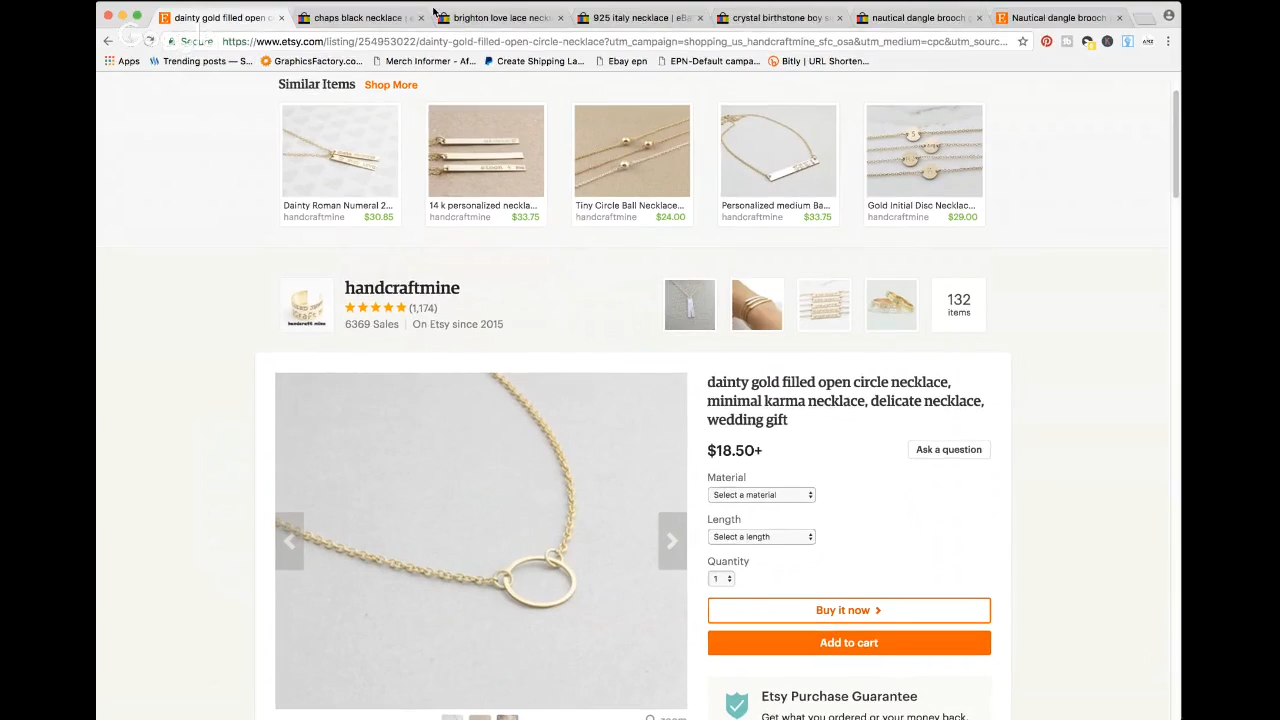 dainty gold filled open c
chaps black necklace | e
brighton love lace neckl
925 italy necklace | eBa
crystal birthstone boy s
nautical dangle brooch
Nautical dangle brooch
Secure https://www.etsy.com/listing/254953022/dainty-gold-filled-open-circle-necklace?utm_campaign=shopping_us_handcraftmine_sfc_osa&utm_medium=cpc&utm_sourc...
Apps Trending posts — S... GraphicsFactory.co... Merch Informer - Af... Create Shipping La... Ebay epn EPN-Default campa... Bitly | URL Shorten...
Similar Items Shop More
Dainty Roman Numeral 2...
handcraftmine $30.85
14 k personalized neckla...
handcraftmine $33.75
Tiny Circle Ball Necklace...
handcraftmine $24.00
Personalized medium Ba...
handcraftmine $33.75
Gold Initial Disc Necklac...
handcraftmine $29.00
handcraftmine
(1,174)
6369 Sales | On Etsy since 2015
132
items
dainty gold filled open circle necklace,
minimal karma necklace, delicate necklace,
wedding gift
$18.50+
Ask a question
Material
Select a material
Length
Select a length
Quantity
1
Buy it now
Add to cart
Etsy Purchase Guarantee
Get what you ordered or your money back.
zoom